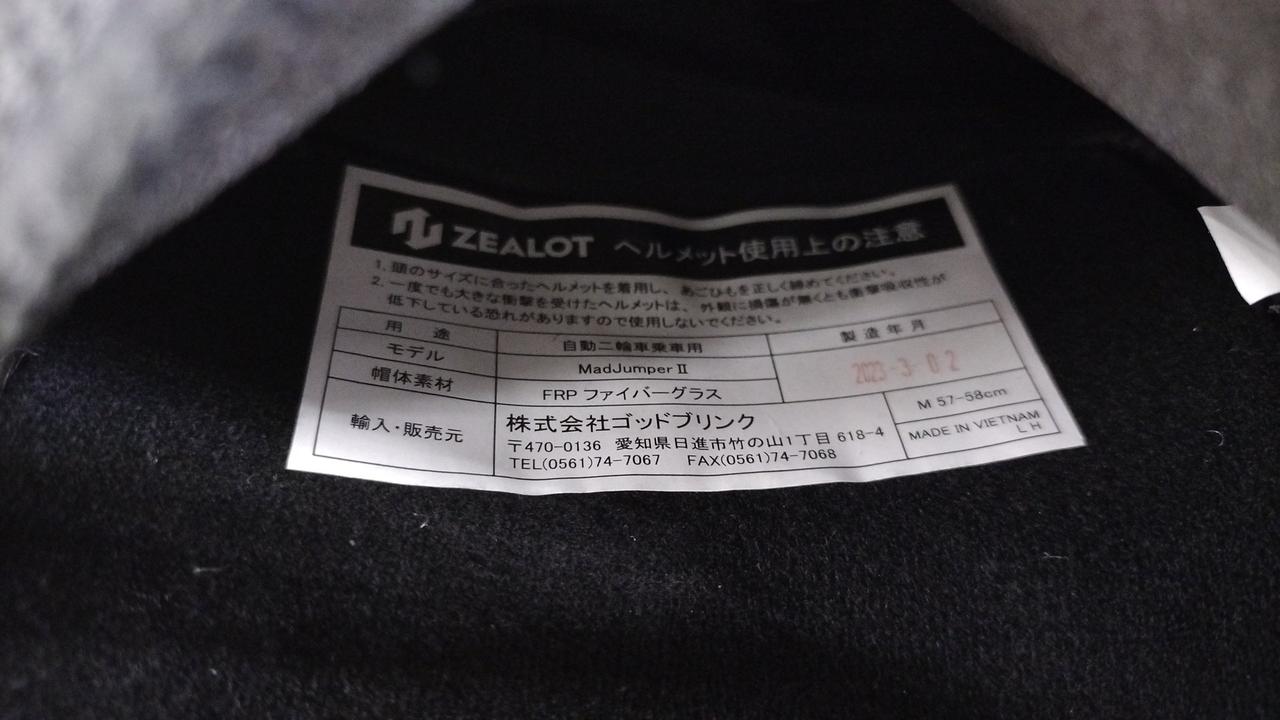 ZEALOT ヘルメット使用上の注意
1. 頭のサイズに合ったヘルメットを着用し、あごひもを正しく締めてください。
2. 一度でも大きな衝撃を受けたヘルメットは、外観に損傷が無くとも衝撃吸収性が
低下している恐れがありますので使用しないでください。
用途 自動二輪車乗車用 製造年月
モデル MadJumper II 2023-3-02
帽体素材 FRP ファイバーグラス M 57-58cm
輸入・販売元 株式会社ゴッドブリンク MADE IN VIETNAM
〒470-0136 愛知県日進市竹の山1丁目 618-4 LH
TEL(0561)74-7067 FAX(0561)74-7068